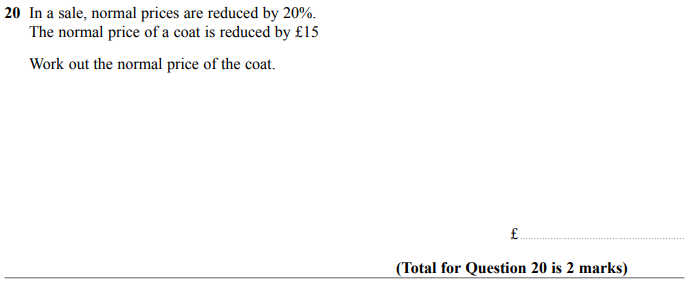 20 In a sale, normal prices are reduced by 20%.
The normal price of a coat is reduced by £15
Work out the normal price of the coat.
£
(Total for Question 20 is 2 marks)